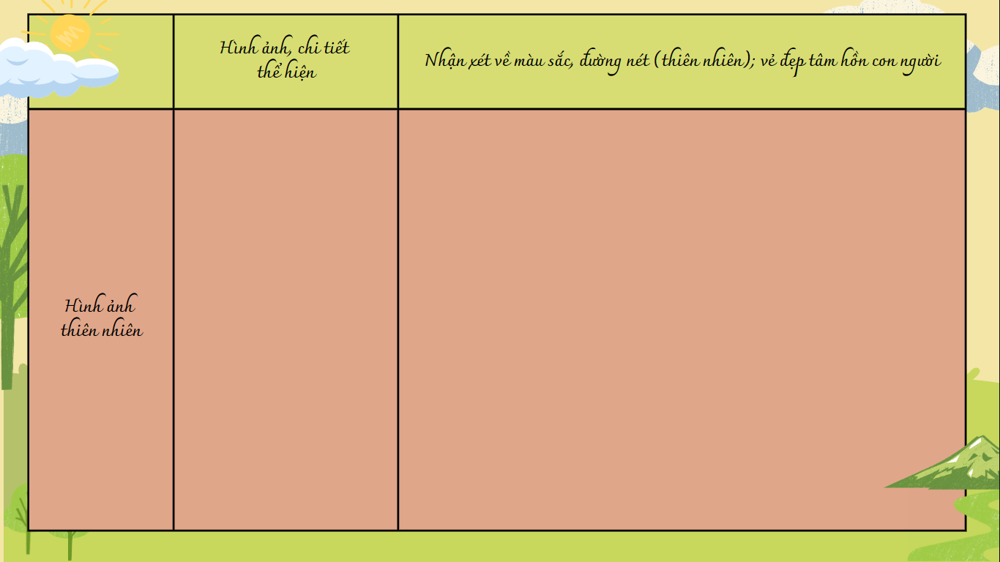 Hình ảnh, chi tiết
thể hiện
Nhận xét về màu sắc, đường nét (thiên nhiên); vẻ đẹp tâm hồn con người
Hình ảnh
thiên nhiên